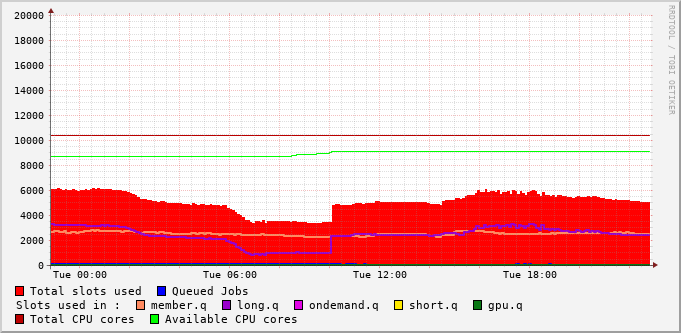 RRDTOOL / TOBI OETIKER
20000
18000
16000
14000
12000
10000
8000
6000
4000
2000
0
Tue 00:00 Tue 06:00 Tue 12:00 Tue 18:00
Total slots used Queued Jobs
Slots used in : member.q long.q ondemand.q short.q gpu.q
Total CPU cores Available CPU cores